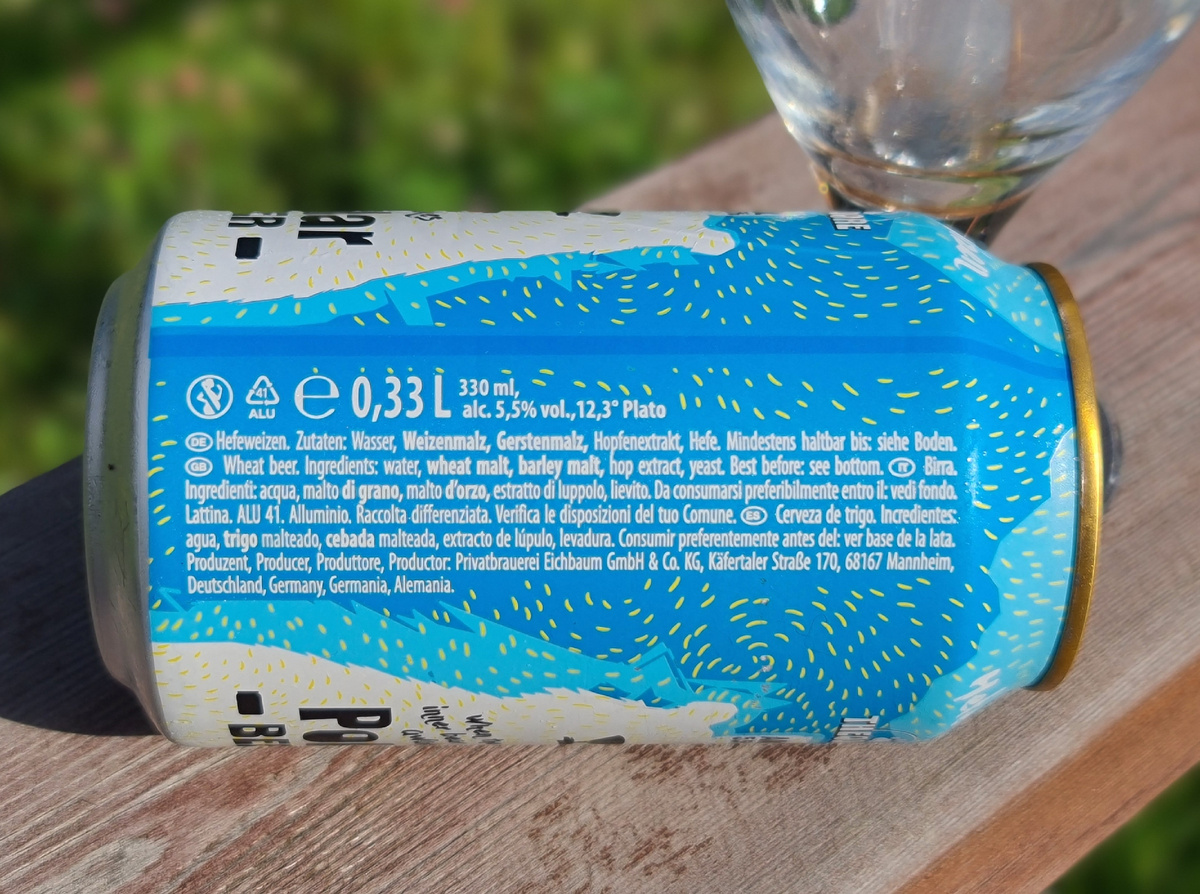 41
ALU
e 0,33 L 330 ml,
alc. 5,5% vol.,12,3° Plato
DE Hefeweizen. Zutaten: Wasser, Weizenmalz, Gerstenmalz, Hopfenextrakt, Hefe. Mindestens haltbar bis: siehe Boden.
GB Wheat beer. Ingredients: water, wheat malt, barley malt, hop extract, yeast. Best before: see bottom. IT Birra.
Ingredienti: acqua, malto di grano, malto d'orzo, estratto di luppolo, lievito. Da consumarsi preferibilmente entro il: vedi fondo.
Lattina. ALU 41. Alluminio. Raccolta differenziata. Verifica le disposizioni del tuo Comune. ES Cerveza de trigo. Incredientes:
agua, trigo malteado, cebada malteada, extracto de lúpulo, levadura. Consumir preferentemente antes del: ver base de la lata.
Produzent, Producer, Produttore, Productor: Privatbrauerei Eichbaum GmbH & Co. KG, Käfertaler Straße 170, 68167 Mannheim,
Deutschland, Germany, Germania, Alemania.